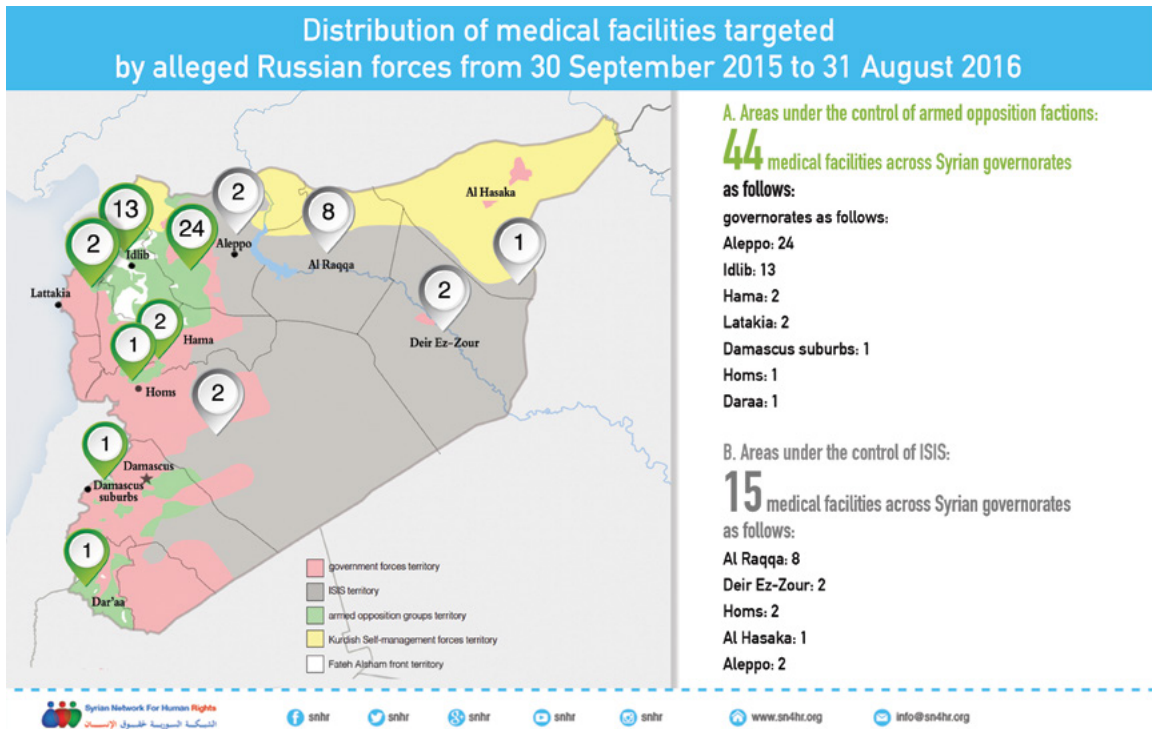 Distribution of medical facilities targeted
by alleged Russian forces from 30 September 2015 to 31 August 2016
13
2
24
2
8
1
2
2
1
2
1
1
Al Hasaka
Aleppo
Idlib
Al Raqqa
Lattakia
Hama
Deir Ez-Zour
Homs
Damascus
Damascus
suburbs
Dar'aa
government forces territory
ISIS territory
armed opposition groups territory
Kurdish Self-management forces territory
Fateh Alsham front territory
A. Areas under the control of armed opposition factions:
44 medical facilities across Syrian governorates
as follows:
governorates as follows:
Aleppo: 24
Idlib: 13
Hama: 2
Latakia: 2
Damascus suburbs: 1
Homs: 1
Daraa: 1
B. Areas under the control of ISIS:
15 medical facilities across Syrian governorates
as follows:
Al Raqqa: 8
Deir Ez-Zour: 2
Homs: 2
Al Hasaka: 1
Aleppo: 2
Syrian Network For Human Rights
الشبكة السورية لحقوق الإنسان
snhr
snhr
snhr
snhr
snhr
www.sn4hr.org
info@sn4hr.org